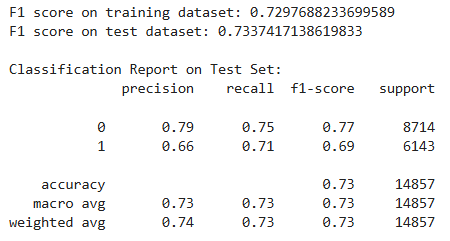 F1 score on training dataset: 0.7297688233699589
F1 score on test dataset: 0.7337417138619833
Classification Report on Test Set:
precision recall f1-score support
0 0.79 0.75 0.77 8714
1 0.66 0.71 0.69 6143
accuracy 0.73 14857
macro avg 0.73 0.73 0.73 14857
weighted avg 0.74 0.73 0.73 14857